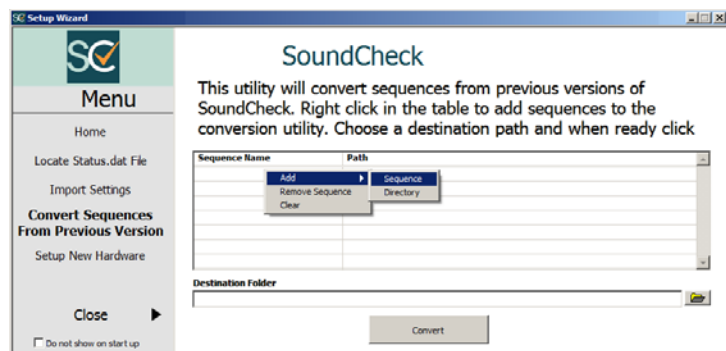 SC Setup Wizard
SC
Menu
Home
Locate Status.dat File
Import Settings
Convert Sequences
From Previous Version
Setup New Hardware
Close
Do not show on start up
SoundCheck
This utility will convert sequences from previous versions of
SoundCheck. Right click in the table to add sequences to the
conversion utility. Choose a destination path and when ready click
Sequence Name Path
Add Sequence
Remove Sequence Directory
Clear
Destination Folder
Convert